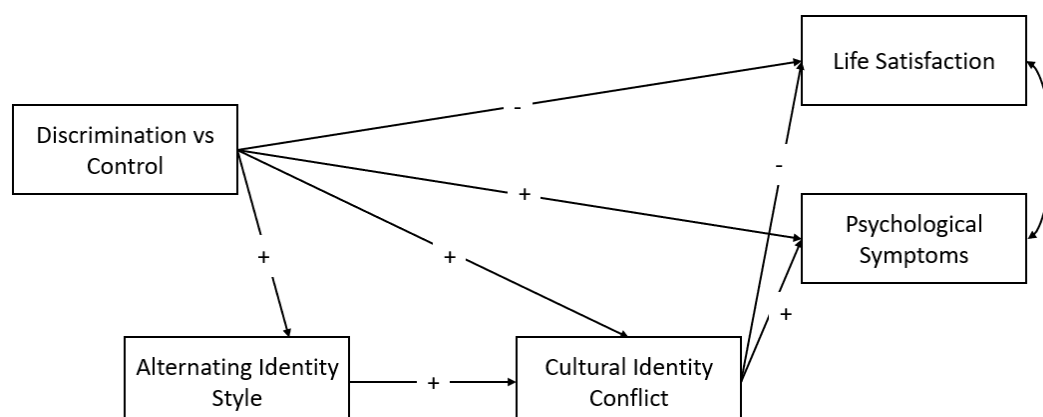 Life Satisfaction
Discrimination vs
Control
-
-
+
Psychological
Symptoms
+
+
+
Alternating Identity
Style
+
Cultural Identity
Conflict